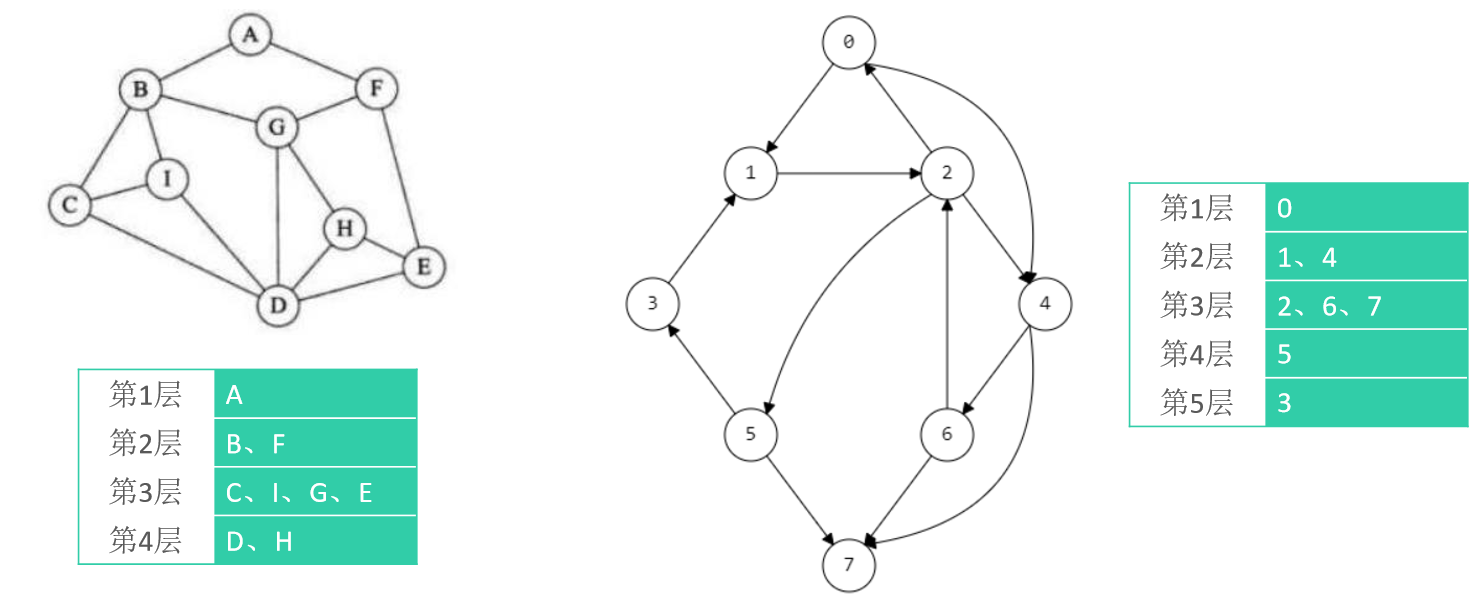 A
B
F
G
I
C
H
E
D
第1层 A
第2层 B、F
第3层 C、I、G、E
第4层 D、H
0
1
2
3
4
5
6
7
第1层 0
第2层 1、4
第3层 2、6、7
第4层 5
第5层 3